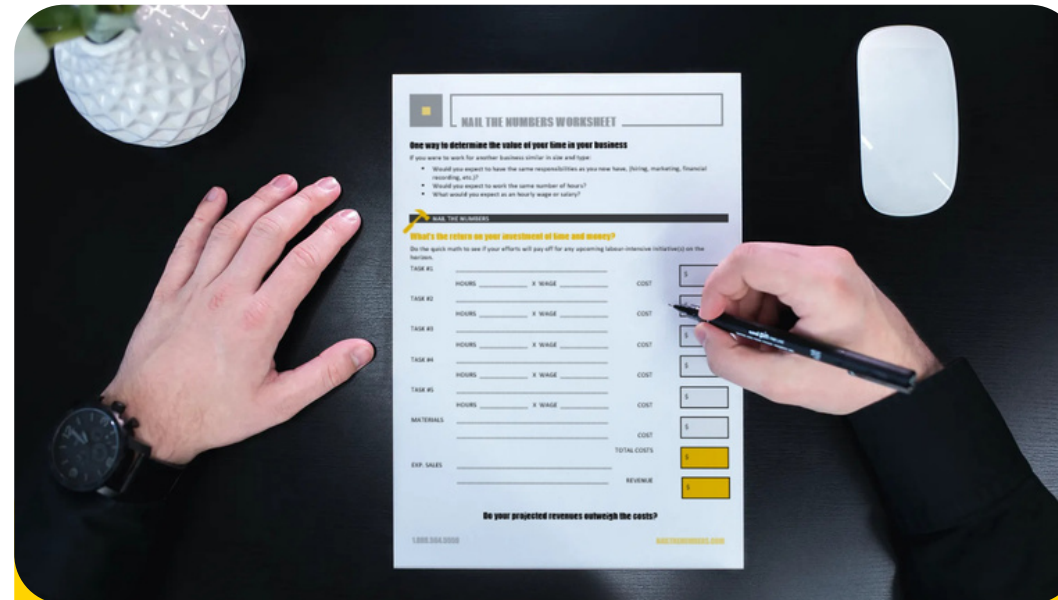 NAIL THE NUMBERS WORKSHEET
One way to determine the value of your time in your business
If you were to work for another business similar in size and type:
• Would you expect to have the same responsibilities as you now have, (hiring, marketing, financial
recording, etc.)?
• Would you expect to work the same number of hours?
• What would you expect as an hourly wage or salary?
NAIL THE NUMBERS
What's the return on your investment of time and money?
Do the quick math to see if your efforts will pay off for any upcoming labour-intensive initiative(s) on the
horizon.
TASK #1
HOURS X WAGE COST $
TASK #2
HOURS X WAGE COST $
TASK #3
HOURS X WAGE COST $
TASK #4
HOURS X WAGE COST $
TASK #5
HOURS X WAGE COST $
MATERIALS
COST $
TOTAL COSTS $
EXP. SALES
REVENUE $
Do your projected revenues outweigh the costs?